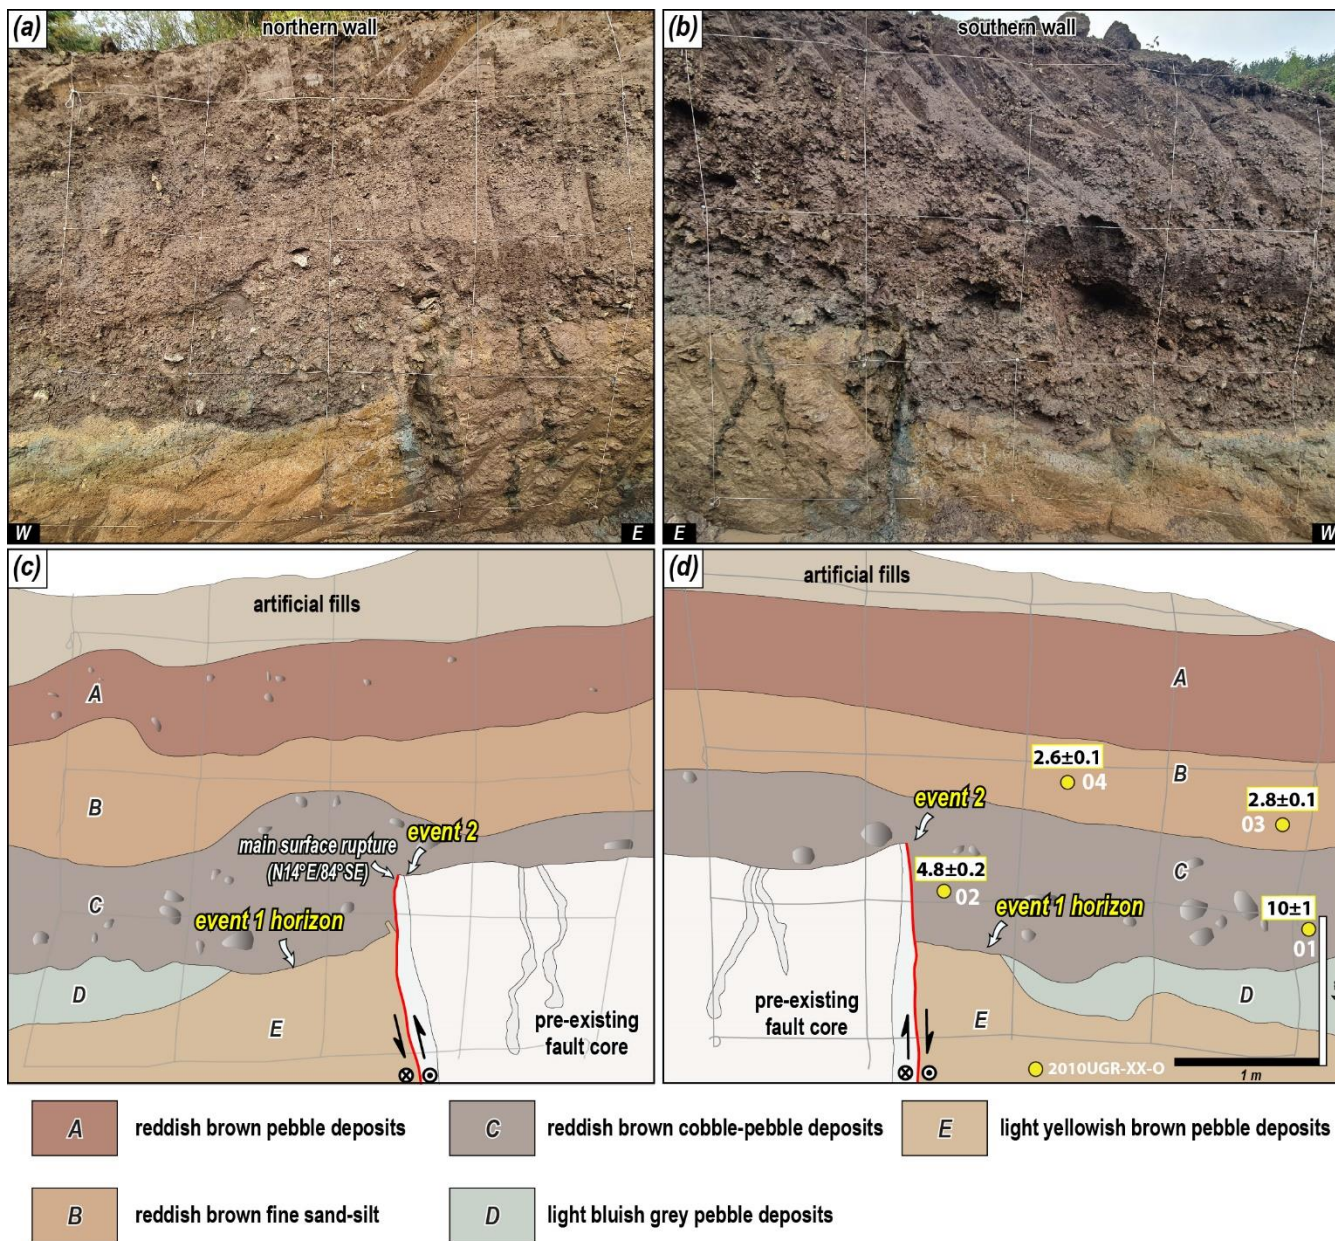 (a)
northern wall
W
E
(b)
southern wall
E
W
(c)
artificial fills
A
B
main surface rupture
(N14°E/84°SE)
event 2
C
event 1 horizon
D
E
pre-existing
fault core
(d)
artificial fills
A
2.6±0.1
04
B
2.8±0.1
03
event 2
4.8±0.2
02
C
event 1 horizon
10±1
01
pre-existing
fault core
D
E
2010UGR-XX-O
1 m
A reddish brown pebble deposits
C reddish brown cobble-pebble deposits
E light yellowish brown pebble deposits
B reddish brown fine sand-silt
D light bluish grey pebble deposits